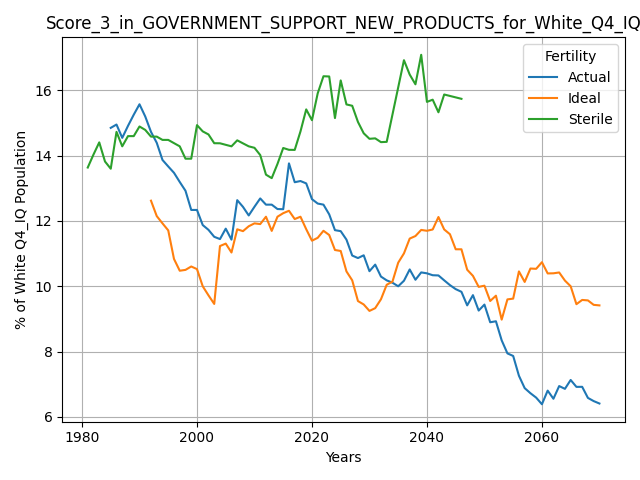 Score_3_in_GOVERNMENT_SUPPORT_NEW_PRODUCTS_for_White_Q4_IQ
Fertility
Actual
Ideal
Sterile
% of White Q4_IQ Population
16
14
12
10
8
6
1980
2000
2020
2040
2060
Years